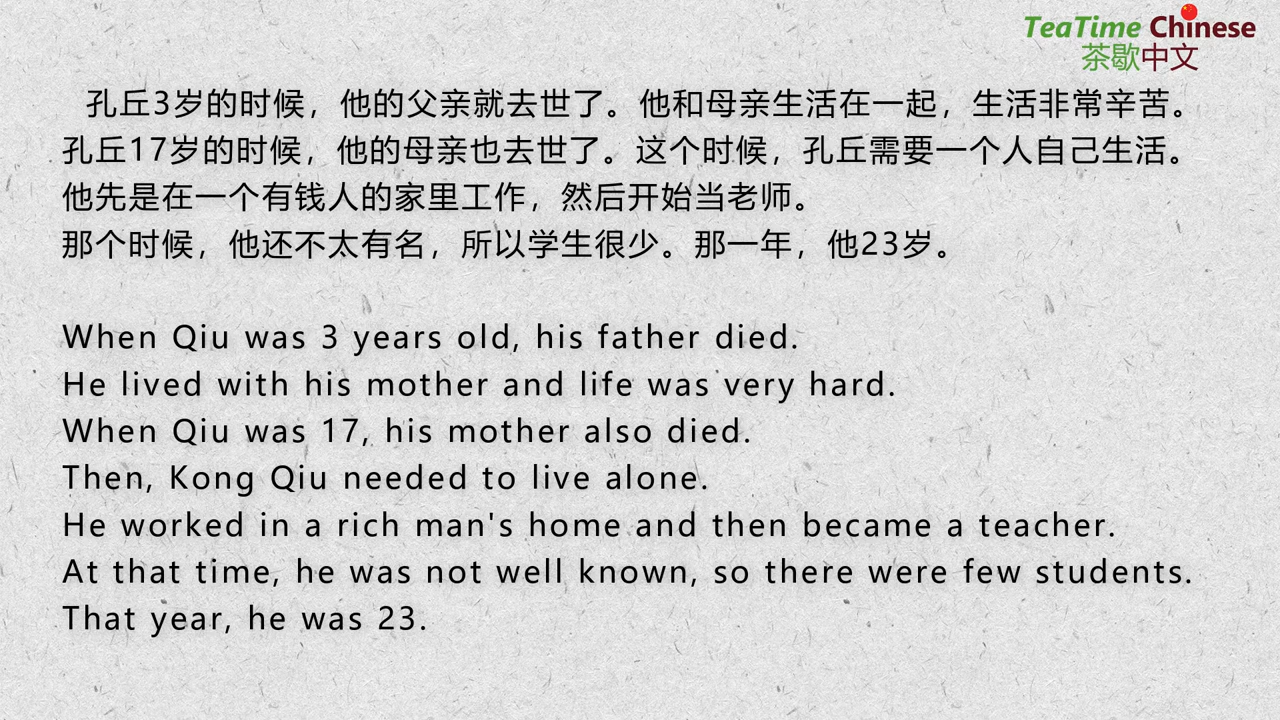 TeaTime Chinese
茶歇中文
孔丘3岁的时候，他的父亲就去世了。他和母亲生活在一起，生活非常辛苦。
孔丘17岁的时候，他的母亲也去世了。这个时候，孔丘需要一个人自己生活。
他先是在一个有钱人的家里工作，然后开始当老师。
那个时候，他还不太有名，所以学生很少。那一年，他23岁。
When Qiu was 3 years old, his father died.
He lived with his mother and life was very hard.
When Qiu was 17, his mother also died.
Then, Kong Qiu needed to live alone.
He worked in a rich man's home and then became a teacher.
At that time, he was not well known, so there were few students.
That year, he was 23.